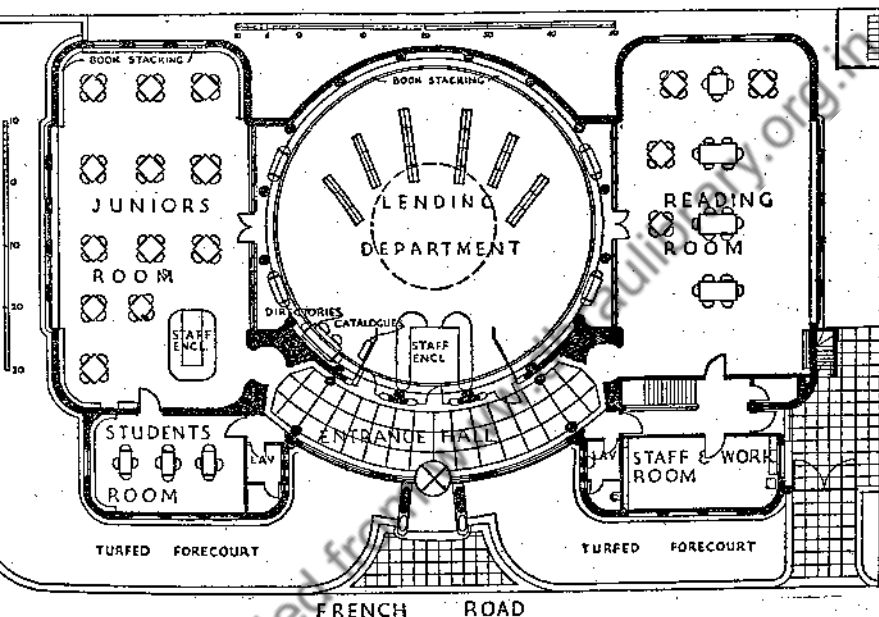 BOOK STACKING
BOOK STACKING
JUNIORS
ROOM
LENDING
DEPARTMENT
READING
ROOM
DIRECTORIES
CATALOGUES
STAFF
ENCL.
STAFF
ENCL
ENTRANCE HALL
STUDENTS
ROOM
LAV
LAV
STAFF & WORK
ROOM
TURFED FORECOURT
TURFED FORECOURT
FRENCH ROAD